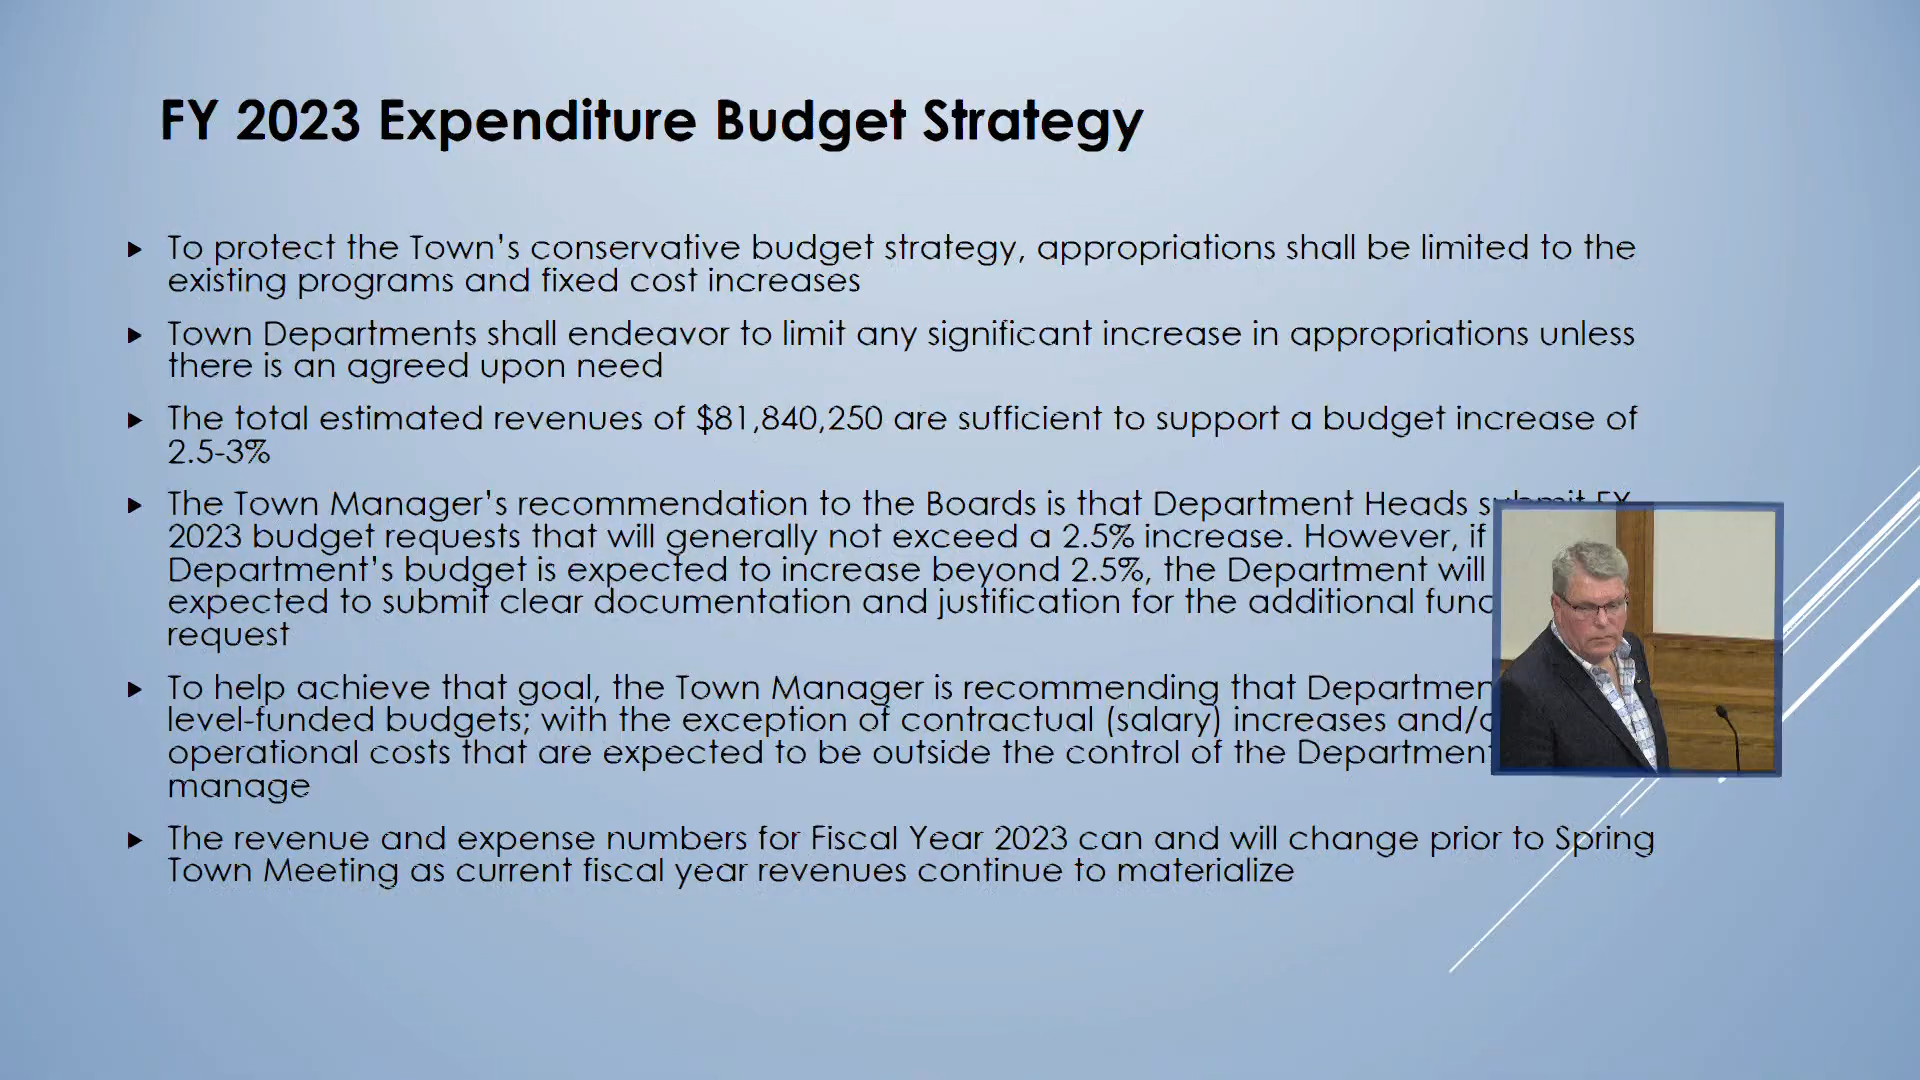 FY 2023 Expenditure Budget Strategy
To protect the Town's conservative budget strategy, appropriations shall be limited to the
existing programs and fixed cost increases
Town Departments shall endeavor to limit any significant increase in appropriations unless
there is an agreed upon need
The total estimated revenues of $81,840,250 are sufficient to support a budget increase of
2.5-3%
The Town Manager's recommendation to the Boards is that Department Heads submit FY
2023 budget requests that will generally not exceed a 2.5% increase. However, if
Department's budget is expected to increase beyond 2.5%, the Department will
expected to submit clear documentation and justification for the additional
request
To help achieve that goal, the Town Manager is recommending that
level-funded budgets; with the exception of contractual (salary) increases
operational costs that are expected to be outside the control of the Department
manage
The revenue and expense numbers for Fiscal Year 2023 can and will change prior to Spring
Town Meeting as current fiscal year revenues continue to materialize